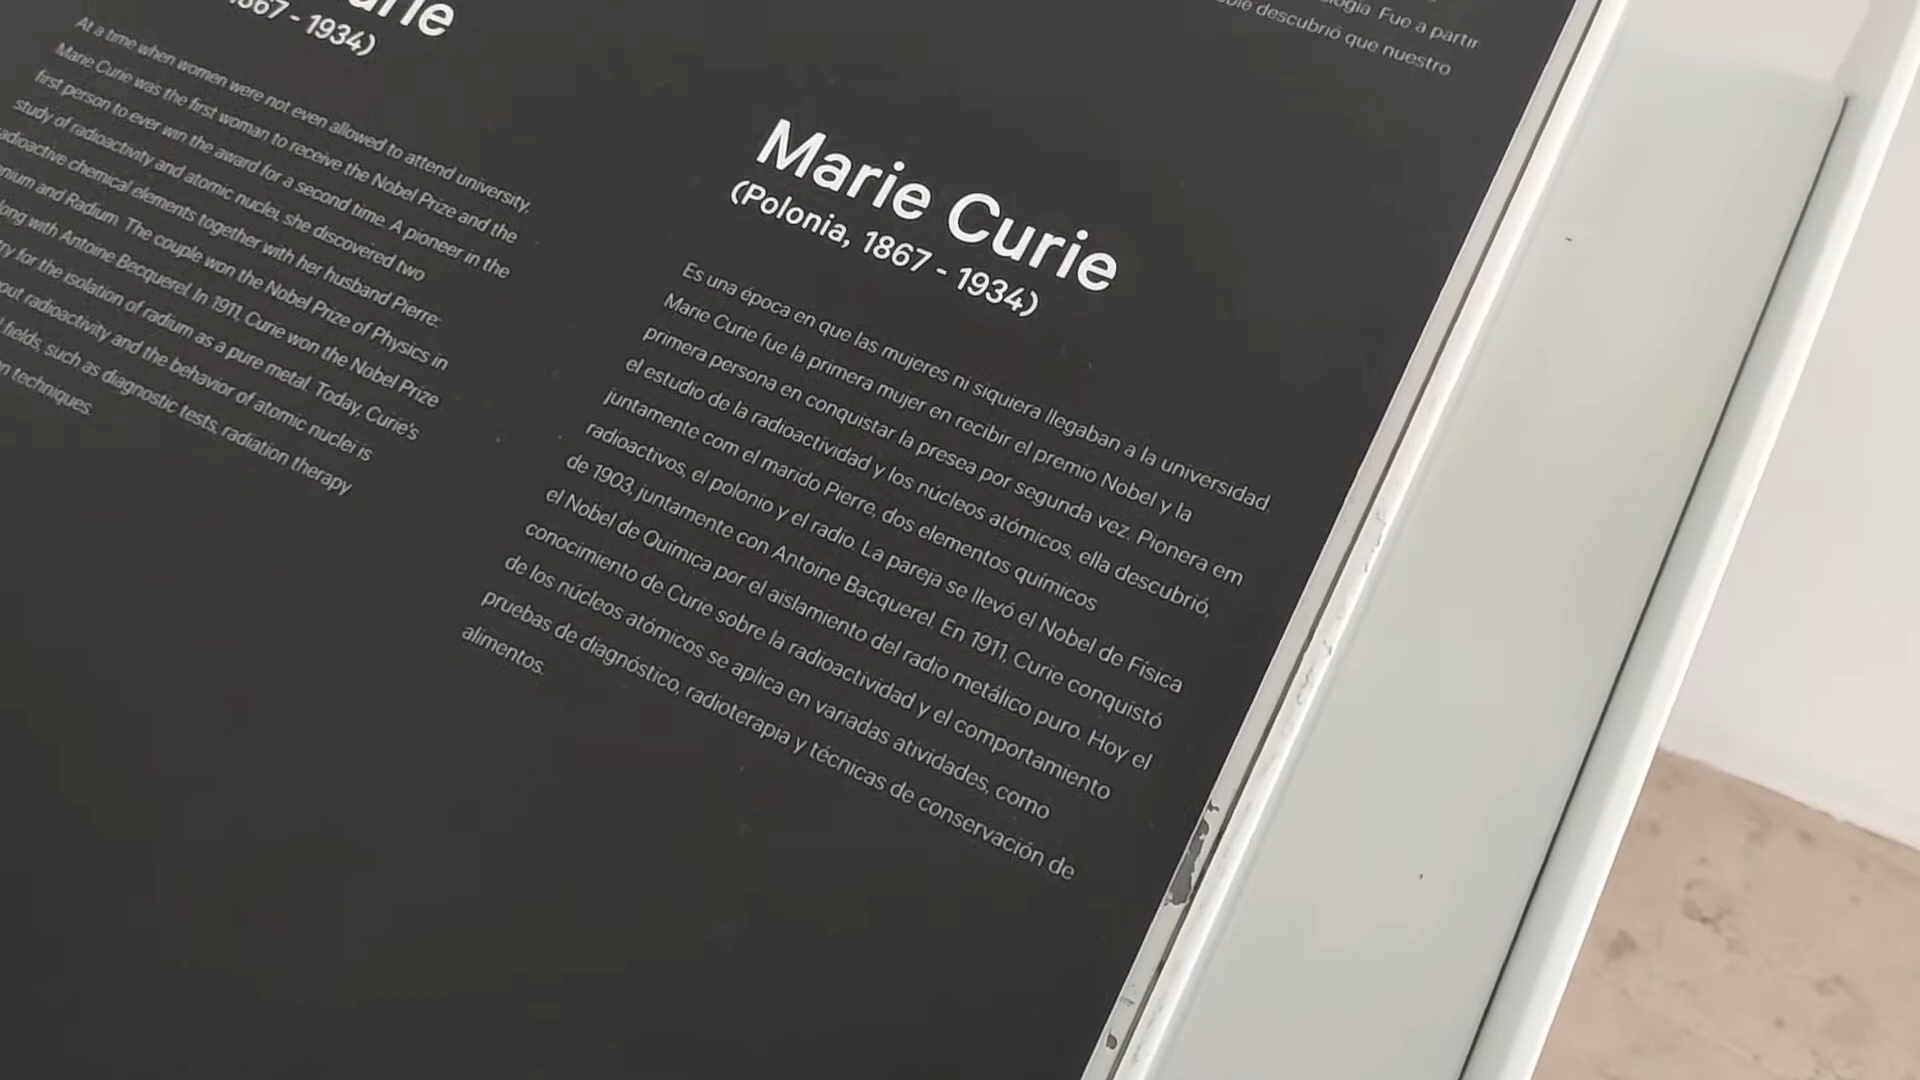 1867 - 1934)
At a time when women were not even allowed to attend university,
Marie Curie was the first woman to receive the Nobel Prize and the
first person to ever win the award for a second time. A pioneer in the
study of radioactivity and atomic nuclei, she discovered two
radioactive chemical elements together with her husband Pierre:
and Radium. The couple won the Nobel Prize of Physics in
with Antoine Becquerel. In 1911, Curie won the Nobel Prize
for the isolation of radium as a pure metal. Today, Curie's
radioactivity and the behavior of atomic nuclei is
fields, such as diagnostic tests, radiation therapy
techniques.
Fue a partir
descubrió que nuestro
Marie Curie
(Polonia, 1867 - 1934)
Es una época en que las mujeres ni siquiera llegaban a la universidad.
Marie Curie fue la primera mujer en recibir el premio Nobel y la
primera persona en conquistar la presea por segunda vez. Pionera em
el estudio de la radioactividad y los núcleos atómicos, ella descubrió,
juntamente com el marido Pierre, dos elementos químicos
radioactivos, el polonio y el radio. La pareja se llevó el Nobel de Física
de 1903, juntamente con Antoine Bacquerel. En 1911, Curie conquistó
el Nobel de Química por el aislamiento del radio metálico puro. Hoy el
conocimiento de Curie sobre la radioactividad y el comportamiento
de los núcleos atómicos se aplica en variadas atividades, como
pruebas de diagnóstico, radioterapia y técnicas de conservación de
alimentos.